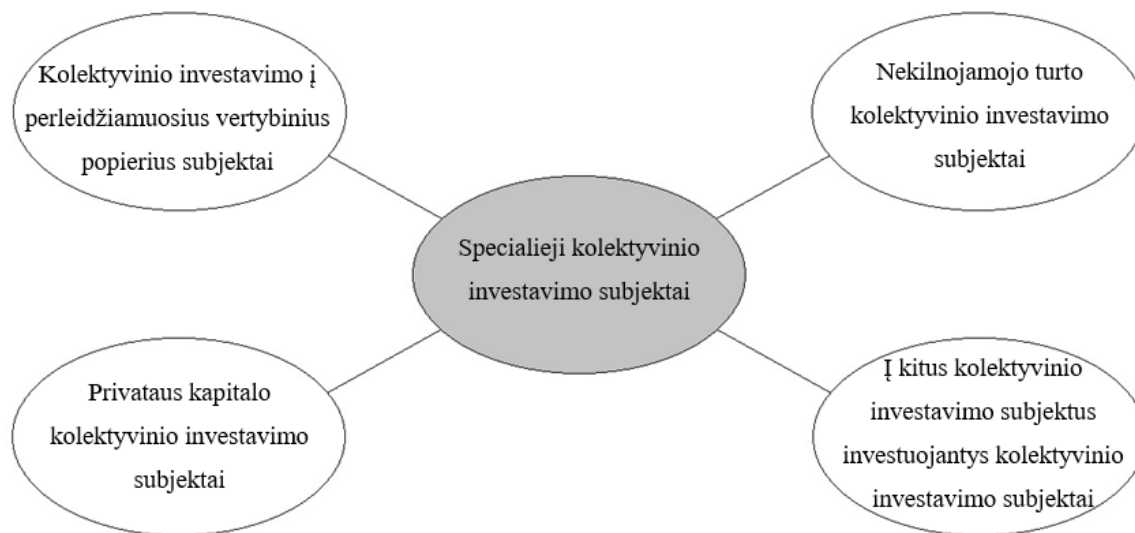 Kolektyvinio investavimo į
perleidžiamuosius vertybinius
popierius subjektai
Nekilnojamojo turto
kolektyvinio investavimo
subjektai
Specialieji kolektyvinio
investavimo subjektai
Privataus kapitalo
kolektyvinio investavimo
subjektai
Į kitus kolektyvinio
investavimo subjektus
investuojantys kolektyvinio
investavimo subjektai